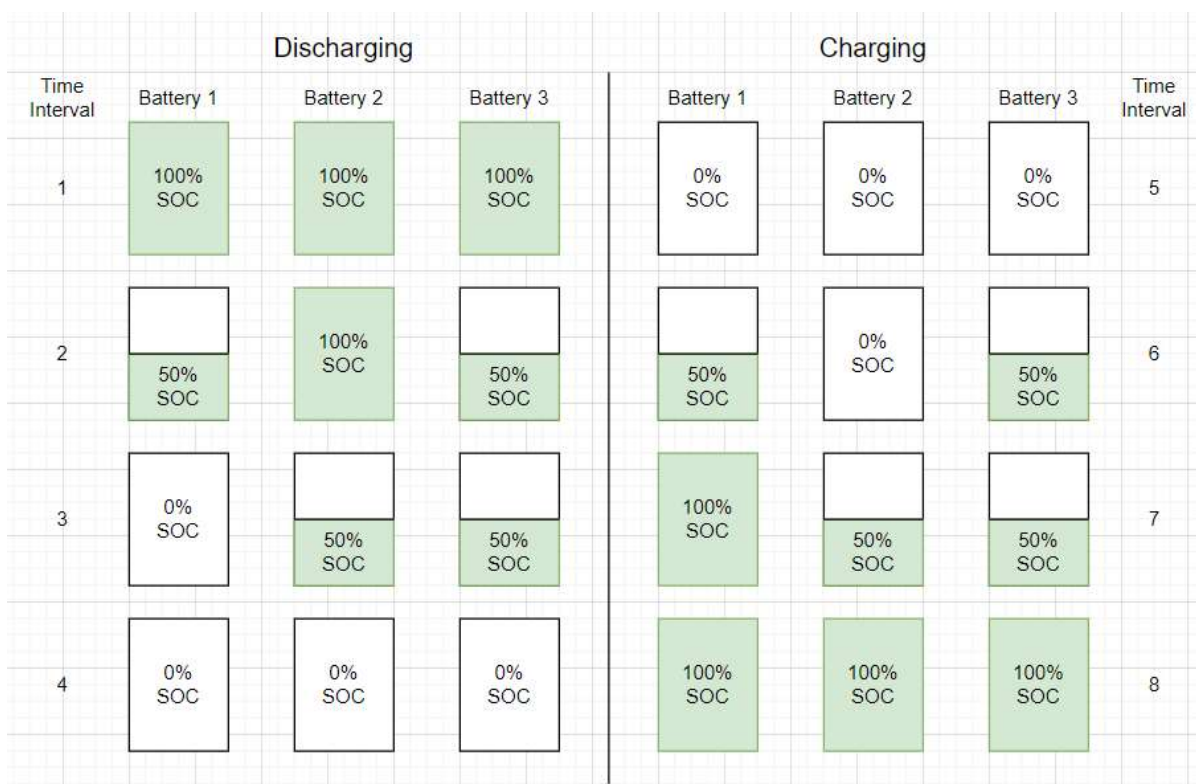 Discharging
Charging
Time
Interval
Battery 1
Battery 2
Battery 3
Battery 1
Battery 2
Battery 3
Time
Interval
1
100%
SOC
100%
SOC
100%
SOC
0%
SOC
0%
SOC
0%
SOC
5
2
50%
SOC
100%
SOC
50%
SOC
50%
SOC
0%
SOC
50%
SOC
6
3
0%
SOC
50%
SOC
50%
SOC
100%
SOC
50%
SOC
50%
SOC
7
4
0%
SOC
0%
SOC
0%
SOC
100%
SOC
100%
SOC
100%
SOC
8